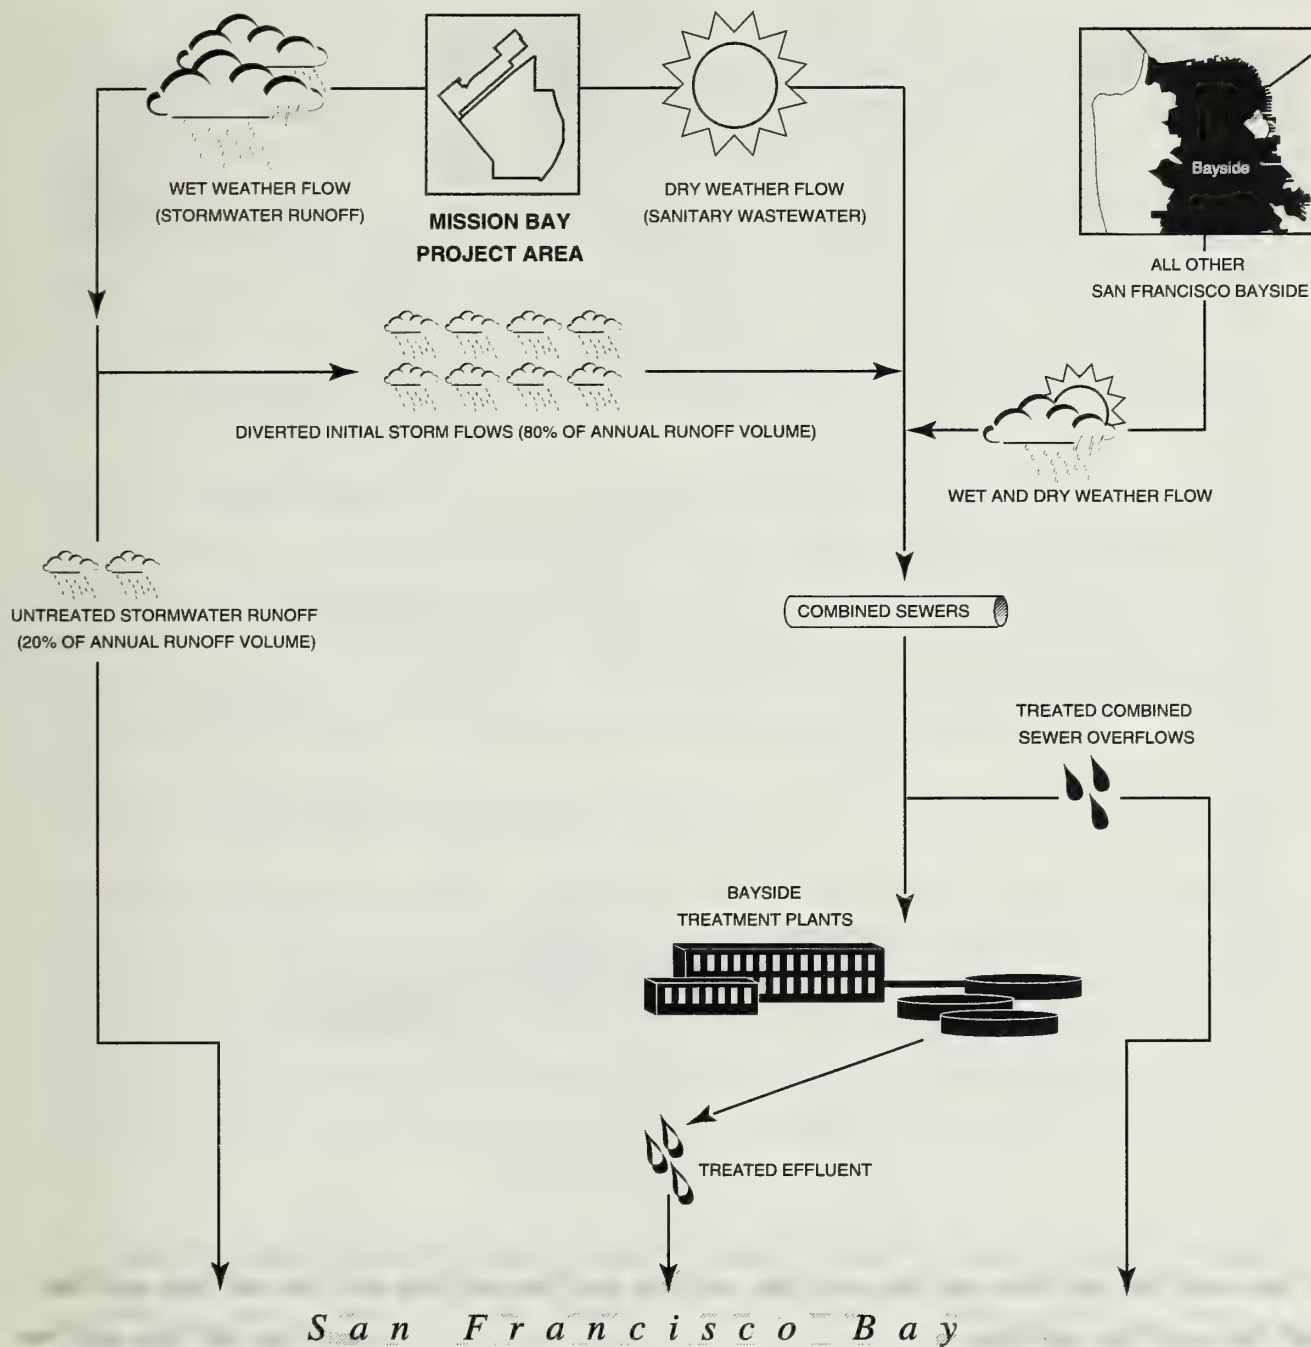 WET WEATHER FLOW
(STORMWATER RUNOFF)
MISSION BAY
PROJECT AREA
DRY WEATHER FLOW
(SANITARY WASTEWATER)
Bayside
ALL OTHER
SAN FRANCISCO BAYSIDE
DIVERTED INITIAL STORM FLOWS (80% OF ANNUAL RUNOFF VOLUME)
WET AND DRY WEATHER FLOW
UNTREATED STORMWATER RUNOFF
(20% OF ANNUAL RUNOFF VOLUME)
COMBINED SEWERS
TREATED COMBINED
SEWER OVERFLOWS
BAYSIDE
TREATMENT PLANTS
TREATED EFFLUENT
San Francisco Bay